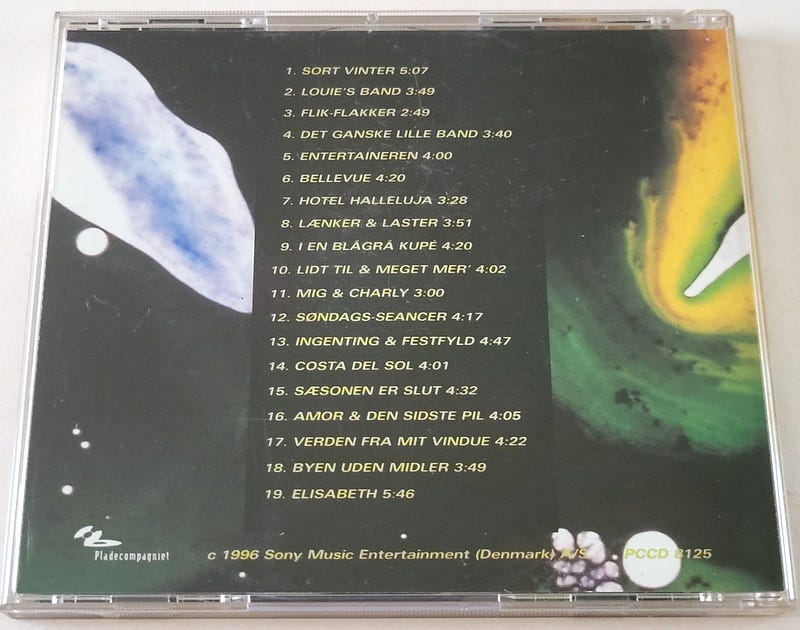 1. SORT VINTER 5:07
2. LOUIE'S BAND 3:49
3. FLIK-FLAKKER 2:49
4. DET GANSKE LILLE BAND 3:40
5. ENTERTAINEREN 4:00
6. BELLEVUE 4:20
7. HOTEL HALLELUJA 3:28
8. LÆNKER & LASTER 3:51
9. I EN BLÅGRÅ KUPÉ 4:20
10. LIDT TIL & MEGET MER' 4:02
11. MIG & CHARLY 3:00
12. SØNDAGS-SEANCER 4:17
13. INGENTING & FESTFYLD 4:47
14. COSTA DEL SOL 4:01
15. SÆSONEN ER SLUT 4:32
16. AMOR & DEN SIDSTE PIL 4:05
17. VERDEN FRA MIT VINDUE 4:22
18. BYEN UDEN MIDLER 3:49
19. ELISABETH 5:46
Pladecompagniet
c 1996 Sony Music Entertainment (Denmark) A/S PCCD 8125